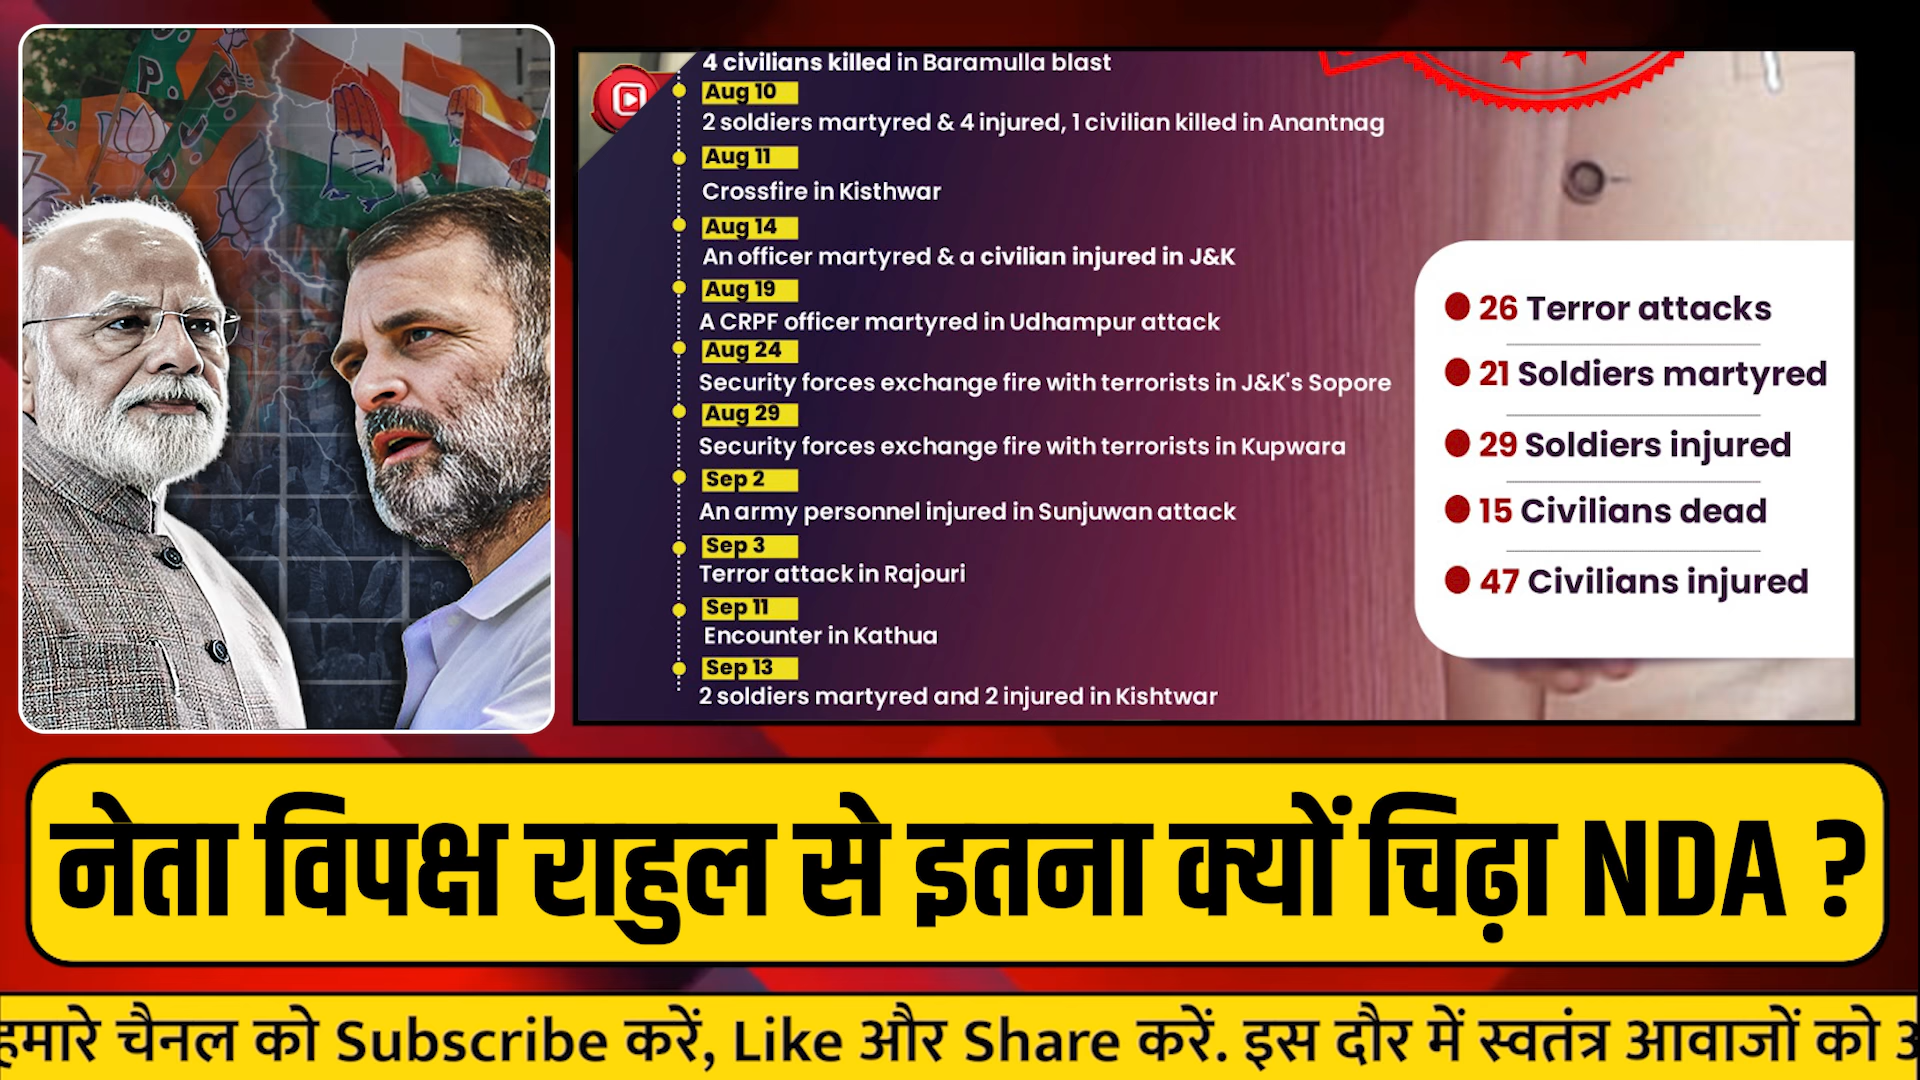 4 civilians killed in Baramulla blast
Aug 10
2 soldiers martyred & 4 injured, 1 civilian killed in Anantnag
Aug 11
Crossfire in Kisthwar
Aug 14
An officer martyred & a civilian injured in J&K
Aug 19
A CRPF officer martyred in Udhampur attack
Aug 24
Security forces exchange fire with terrorists in J&K's Sopore
Aug 29
Security forces exchange fire with terrorists in Kupwara
Sep 2
An army personnel injured in Sunjuwan attack
Sep 3
Terror attack in Rajouri
Sep 11
Encounter in Kathua
Sep 13
2 soldiers martyred and 2 injured in Kishtwar
26 Terror attacks
21 Soldiers martyred
29 Soldiers injured
15 Civilians dead
47 Civilians injured
नेता विपक्ष राहुल से इतना क्यों चिढ़ा NDA ?
हमारे चैनल को Subscribe करें, Like और Share करें. इस दौर में स्वतंत्र आवाजों को